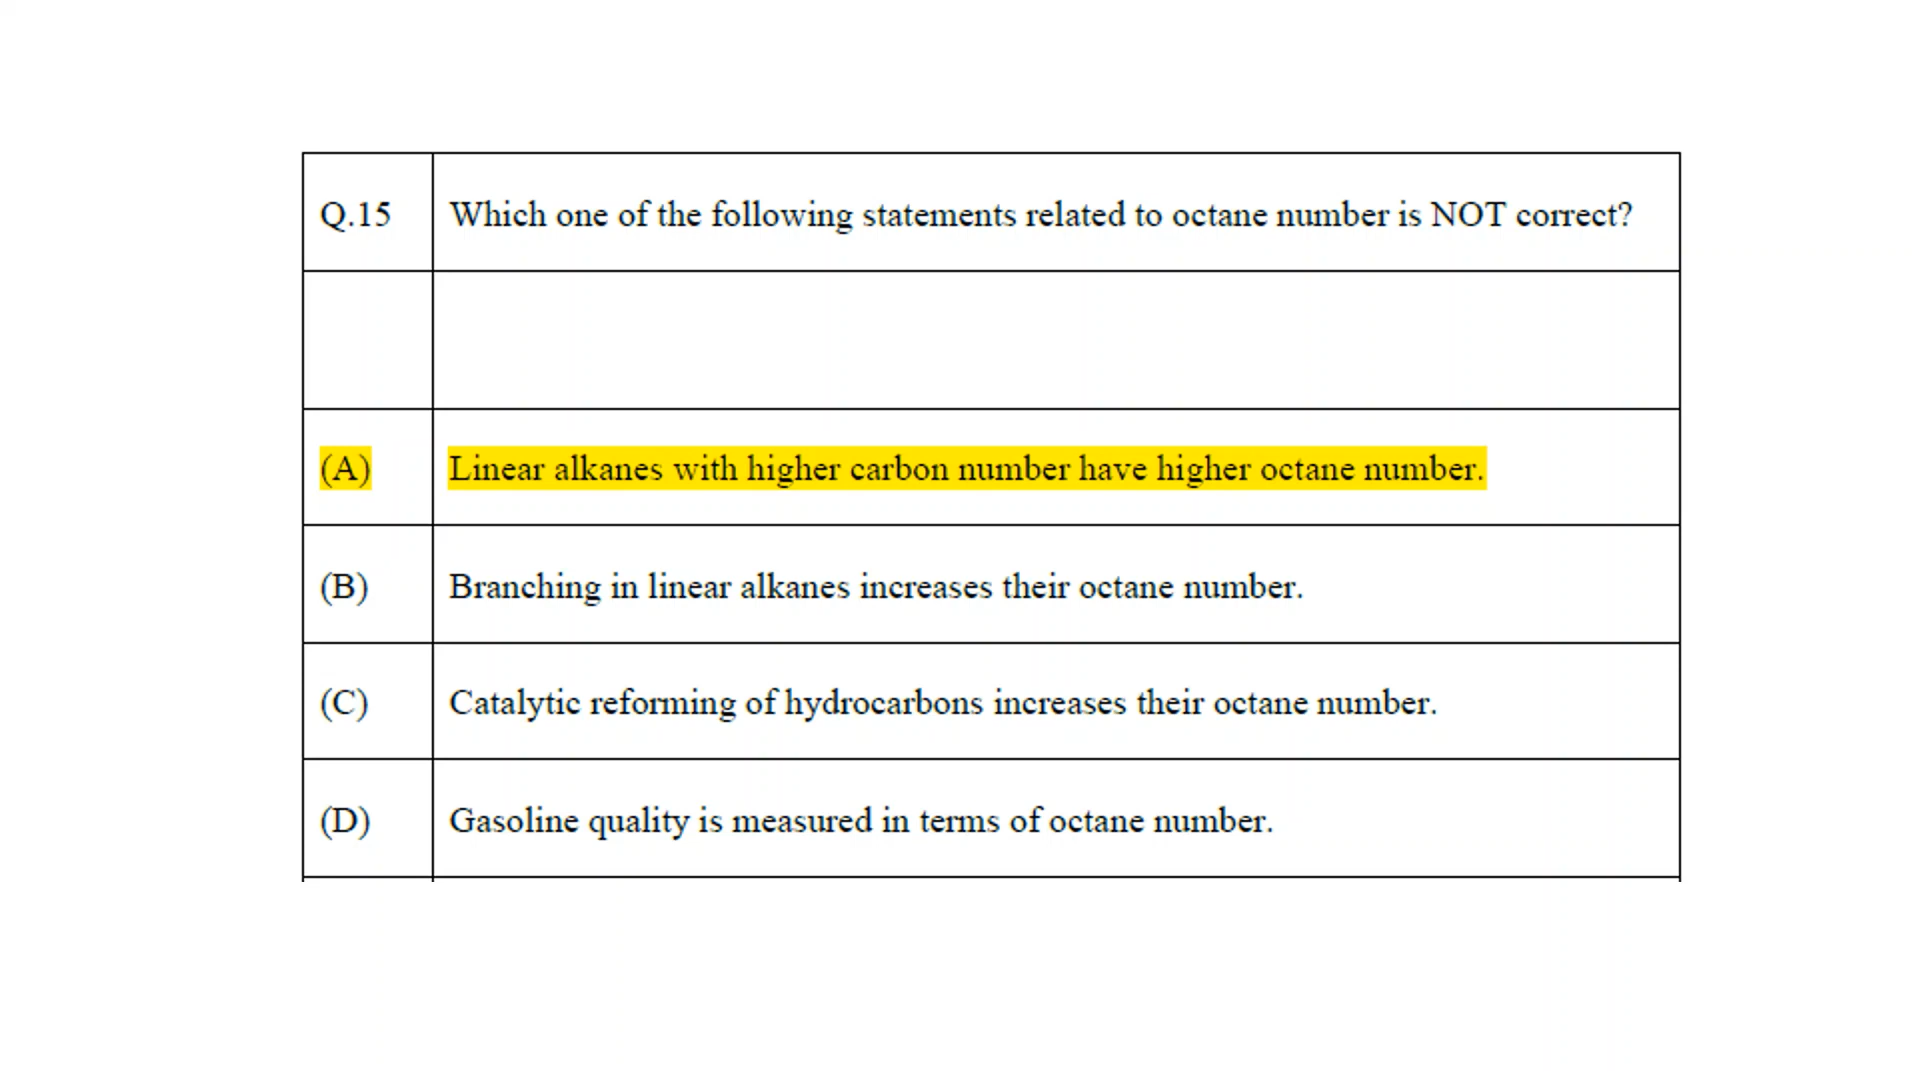 Q.15 Which one of the following statements related to octane number is NOT correct?
(A) Linear alkanes with higher carbon number have higher octane number.
(B) Branching in linear alkanes increases their octane number.
(C) Catalytic reforming of hydrocarbons increases their octane number.
(D) Gasoline quality is measured in terms of octane number.